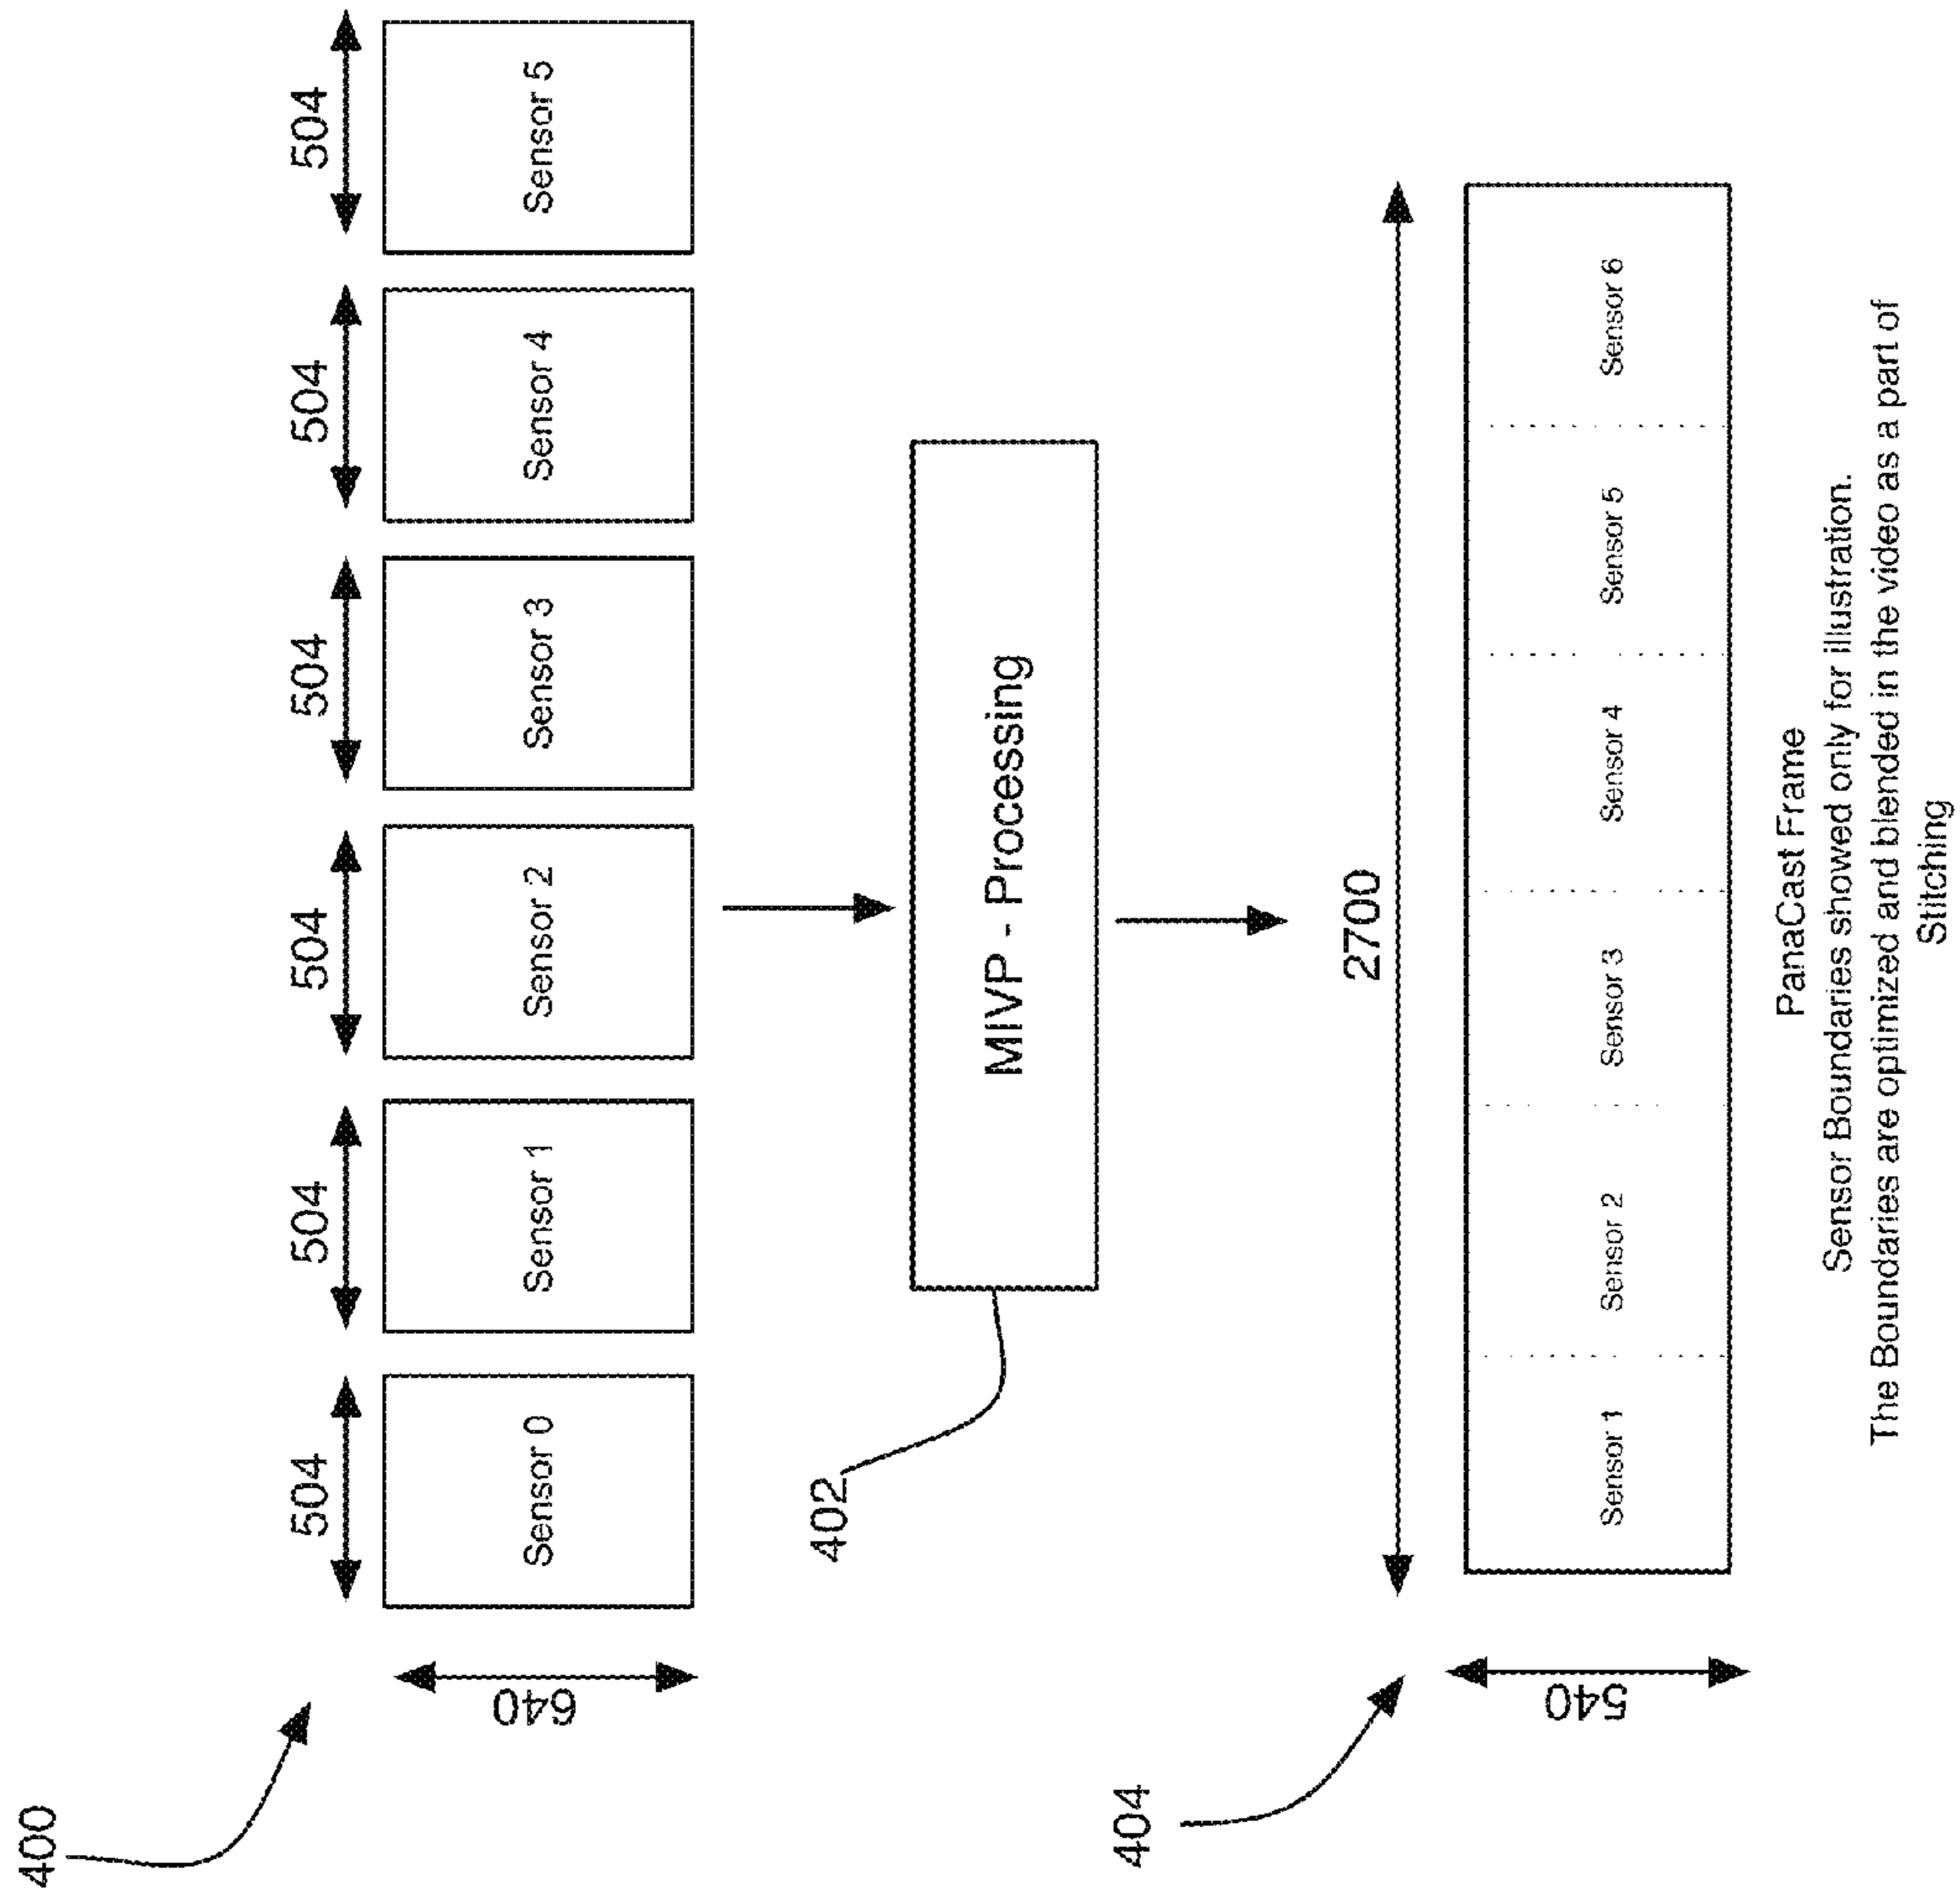 400
504 504 504 504 504 504
640
Sensor 0 Sensor 1 Sensor 2 Sensor 3 Sensor 4 Sensor 5
402
MIVP - Processing
404
2700
540
Sensor 1 Sensor 2 Sensor 3 Sensor 4 Sensor 5 Sensor 6
PanaCast Frame
Sensor Boundaries showed only for illustration.
The Boundaries are optimized and blended in the video as a part of
Stitching